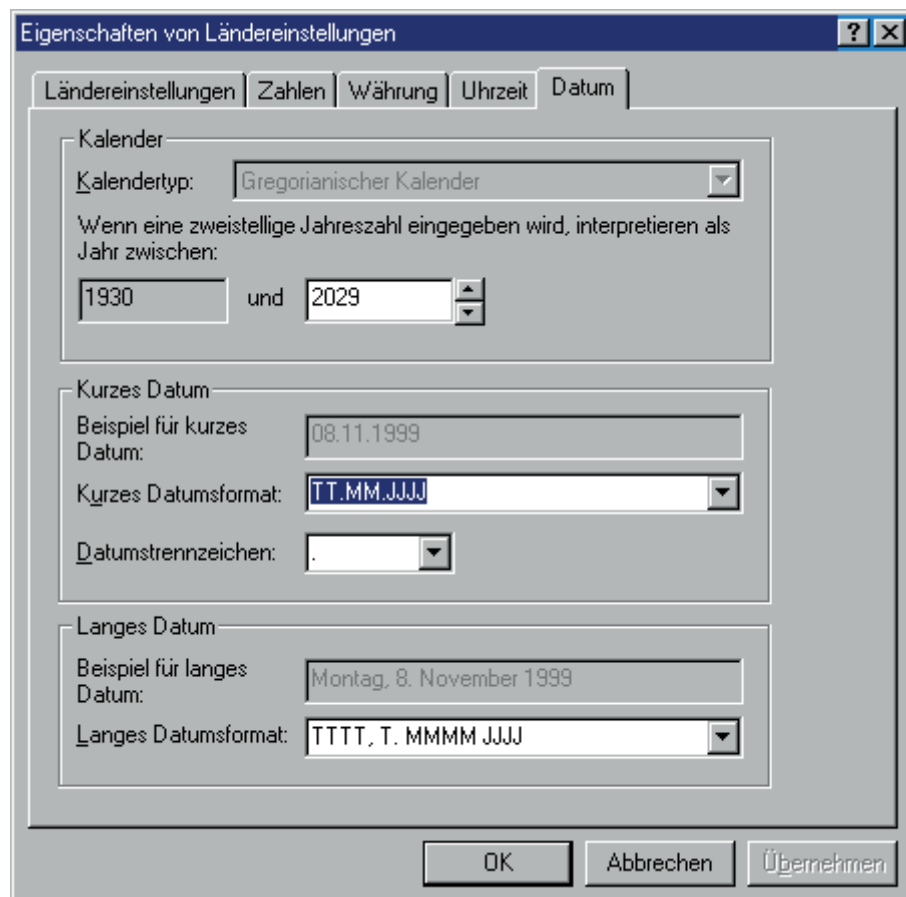 Eigenschaften von Ländereinstellungen
Ländereinstellungen Zahlen Währung Uhrzeit Datum
Kalender
Kalendertyp: Gregorianischer Kalender
Wenn eine zweistellige Jahreszahl eingegeben wird, interpretieren als
Jahr zwischen:
1930 und 2029
Kurzes Datum
Beispiel für kurzes
Datum:
08.11.1999
Kurzes Datumsformat: TT.MM.JJJJ
Datumstrennzeichen: .
Langes Datum
Beispiel für langes
Datum:
Montag, 8. November 1999
Langes Datumsformat: TTTT, T. MMMM JJJJ
OK Abbrechen Übernehmen